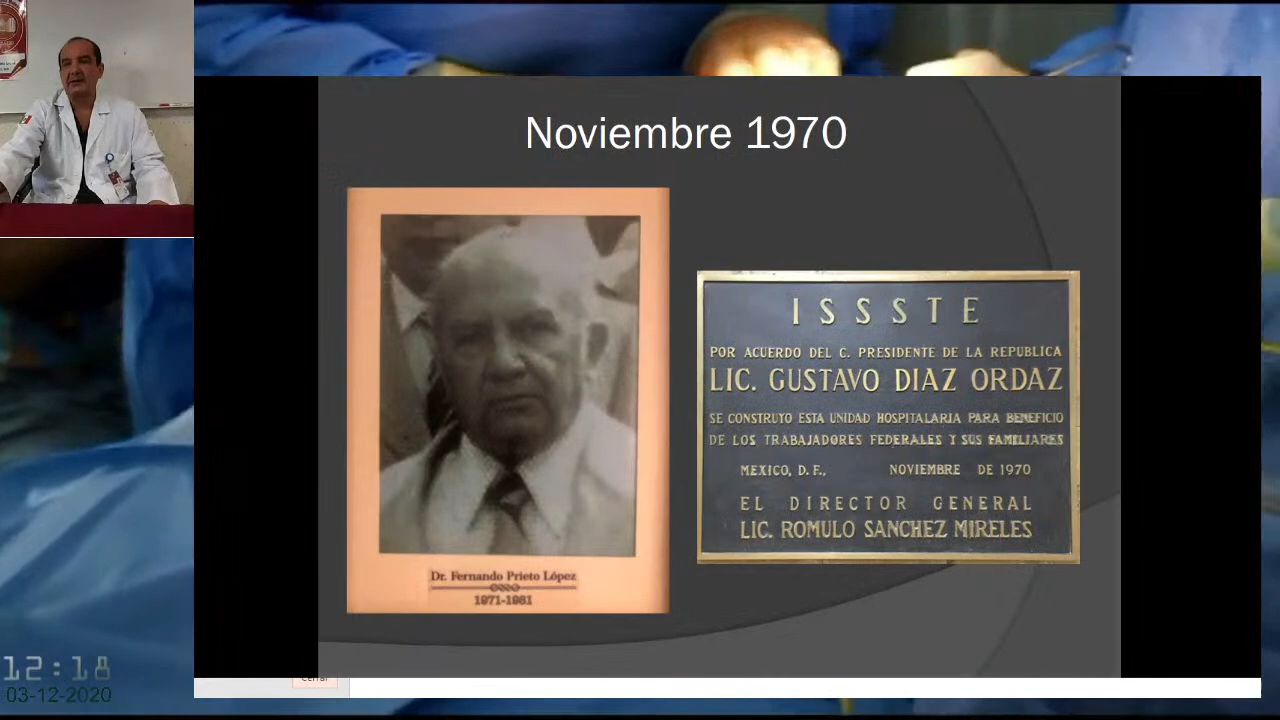 Noviembre 1970
Dr. Fernando Prieto López
1971-1981
I S S S T E
POR ACUERDO DEL C. PRESIDENTE DE LA REPUBLICA
LIC. GUSTAVO DIAZ ORDAZ
SE CONSTRUYO ESTA UNIDAD HOSPITALARIA PARA BENEFICIO
DE LOS TRABAJADORES FEDERALES Y SUS FAMILIARES
MEXICO, D. F., NOVIEMBRE DE 1970
EL DIRECTOR GENERAL
LIC. ROMULO SANCHEZ MIRELES
12:18
03-12-2020